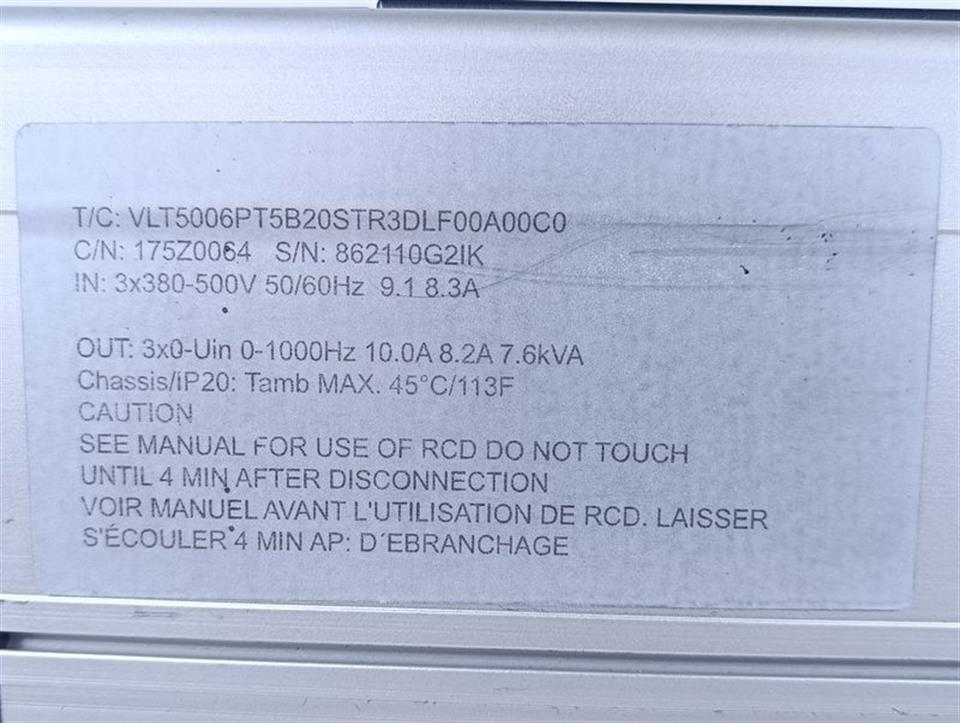 T/C: VLT5006PT5B20STR3DLF00A00C0
C/N: 175Z0064 S/N: 862110G2IK
IN: 3x380-500V 50/60Hz 9.1 8.3A
OUT: 3x0-Uin 0-1000Hz 10.0A 8.2A 7.6kVA
Chassis/IP20: Tamb MAX. 45°C/113F
CAUTION
SEE MANUAL FOR USE OF RCD DO NOT TOUCH
UNTIL 4 MIN AFTER DISCONNECTION
VOIR MANUEL AVANT L'UTILISATION DE RCD. LAISSER
S'ÉCOULER 4 MIN AP: D´EBRANCHAGE